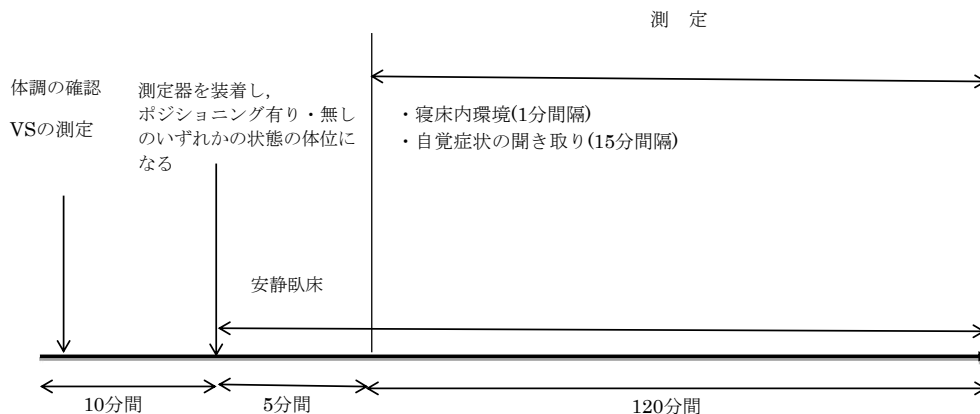 測　定
体調の確認
VSの測定
測定器を装着し,
ポジショニング有り・無し
のいずれかの状態の体位に
なる
・寝床内環境(1分間隔)
・自覚症状の聞き取り(15分間隔)
安静臥床
10分間
5分間
120分間